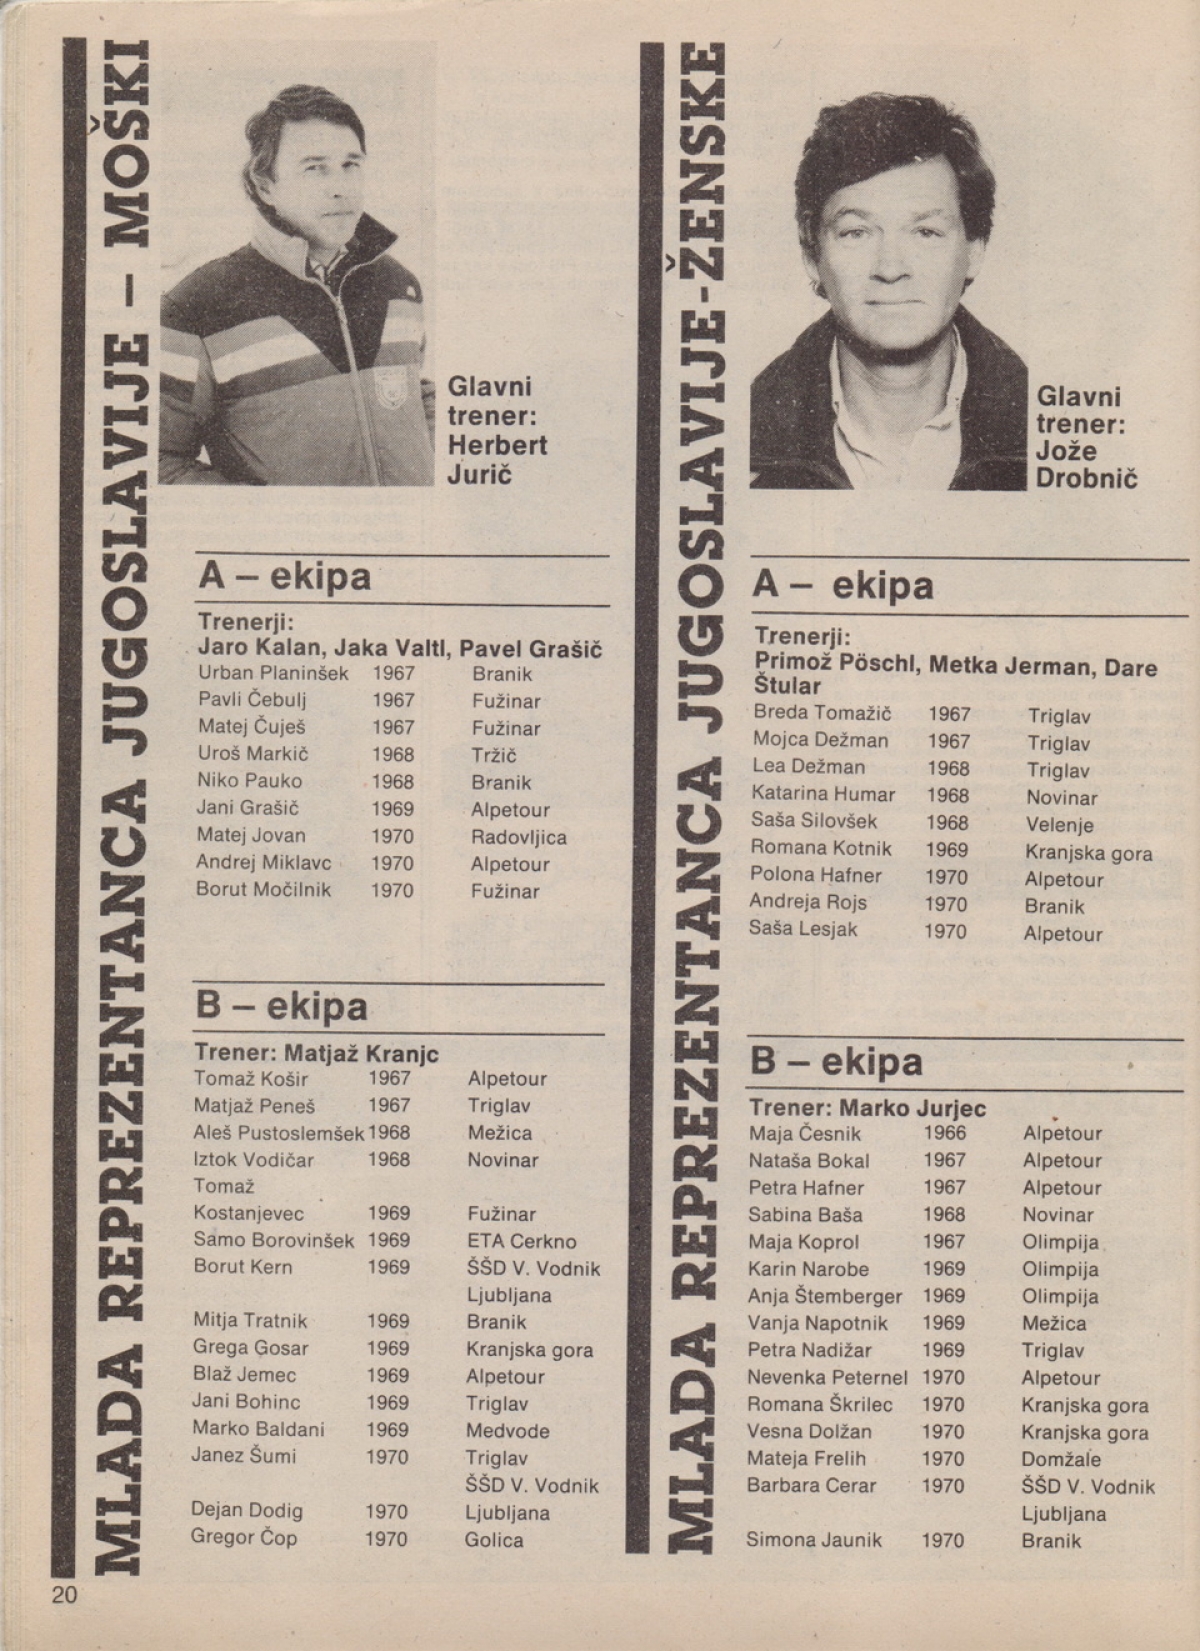 MLADA REPREZENTANCA JUGOSLAVIJE – MOŠKI
Glavni
trener:
Herbert
Jurič
A – ekipa
Trenerji:
Jaro Kalan, Jaka Valtl, Pavel Grašič
Urban Planinšek 1967 Branik
Pavli Čebulj 1967 Fužinar
Matej Čuješ 1967 Fužinar
Uroš Markič 1968 Tržič
Niko Pauko 1968 Branik
Jani Grašič 1969 Alpetour
Matej Jovan 1970 Radovljica
Andrej Miklavc 1970 Alpetour
Borut Močilnik 1970 Fužinar
B – ekipa
Trener: Matjaž Kranjc
Tomaž Košir 1967 Alpetour
Matjaž Peneš 1967 Triglav
Aleš Pustoslemšek 1968 Mežica
Iztok Vodičar 1968 Novinar
Tomaž
Kostanjevec 1969 Fužinar
Samo Borovinšek 1969 ETA Cerkno
Borut Kern 1969 ŠŠD V. Vodnik
Ljubljana
Mitja Tratnik 1969 Branik
Grega Gosar 1969 Kranjska gora
Blaž Jemec 1969 Alpetour
Jani Bohinc 1969 Triglav
Marko Baldani 1969 Medvode
Janez Šumi 1970 Triglav
ŠŠD V. Vodnik
Dejan Dodig 1970 Ljubljana
Gregor Čop 1970 Golica
20
MLADA REPREZENTANCA JUGOSLAVIJE-ŽENSKE
Glavni
trener:
Jože
Drobnič
A – ekipa
Trenerji:
Primož Pöschl, Metka Jerman, Dare
Štular
Breda Tomažič 1967 Triglav
Mojca Dežman 1967 Triglav
Lea Dežman 1968 Triglav
Katarina Humar 1968 Novinar
Saša Silovšek 1968 Velenje
Romana Kotnik 1969 Kranjska gora
Polona Hafner 1970 Alpetour
Andreja Rojs 1970 Branik
Saša Lesjak 1970 Alpetour
B – ekipa
Trener: Marko Jurjec
Maja Česnik 1966 Alpetour
Nataša Bokal 1967 Alpetour
Petra Hafner 1967 Alpetour
Sabina Baša 1968 Novinar
Maja Koprol 1967 Olimpija
Karin Narobe 1969 Olimpija
Anja Štemberger 1969 Olimpija
Vanja Napotnik 1969 Mežica
Petra Nadižar 1969 Triglav
Nevenka Peternel 1970 Alpetour
Romana Škrilec 1970 Kranjska gora
Vesna Dolžan 1970 Kranjska gora
Mateja Frelih 1970 Domžale
Barbara Cerar 1970 ŠŠD V. Vodnik
Ljubljana
Simona Jaunik 1970 Branik